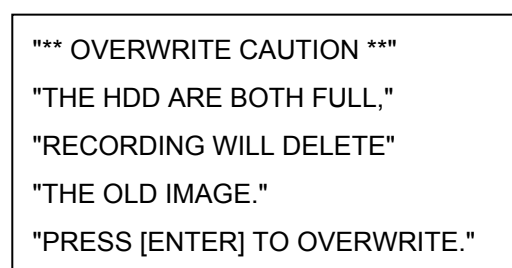 "** OVERWRITE CAUTION **"
"THE HDD ARE BOTH FULL,"
"RECORDING WILL DELETE"
"THE OLD IMAGE."
"PRESS [ENTER] TO OVERWRITE."